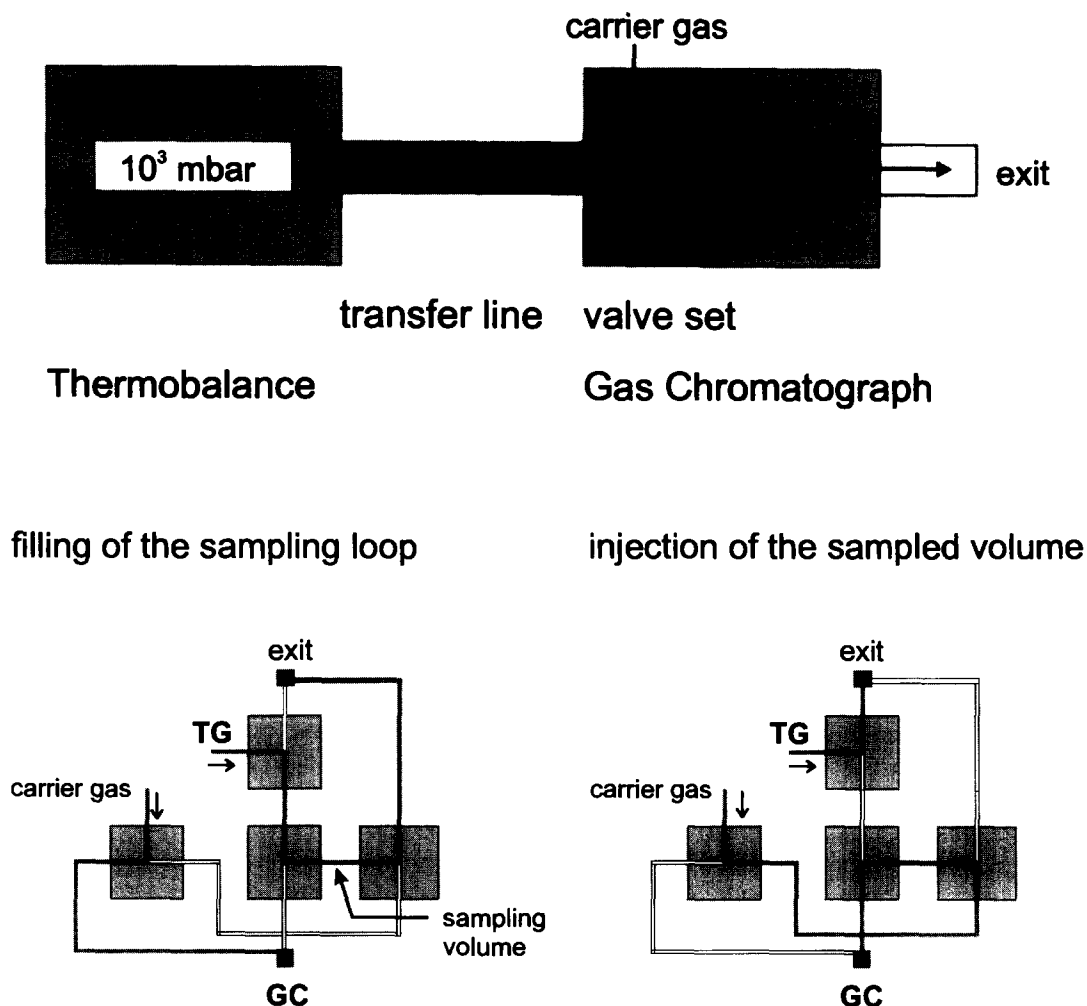 carrier gas
10³ mbar
exit
transfer line
valve set
Thermobalance
Gas Chromatograph
filling of the sampling loop
injection of the sampled volume
exit
TG
carrier gas
sampling
volume
GC
exit
TG
carrier gas
GC